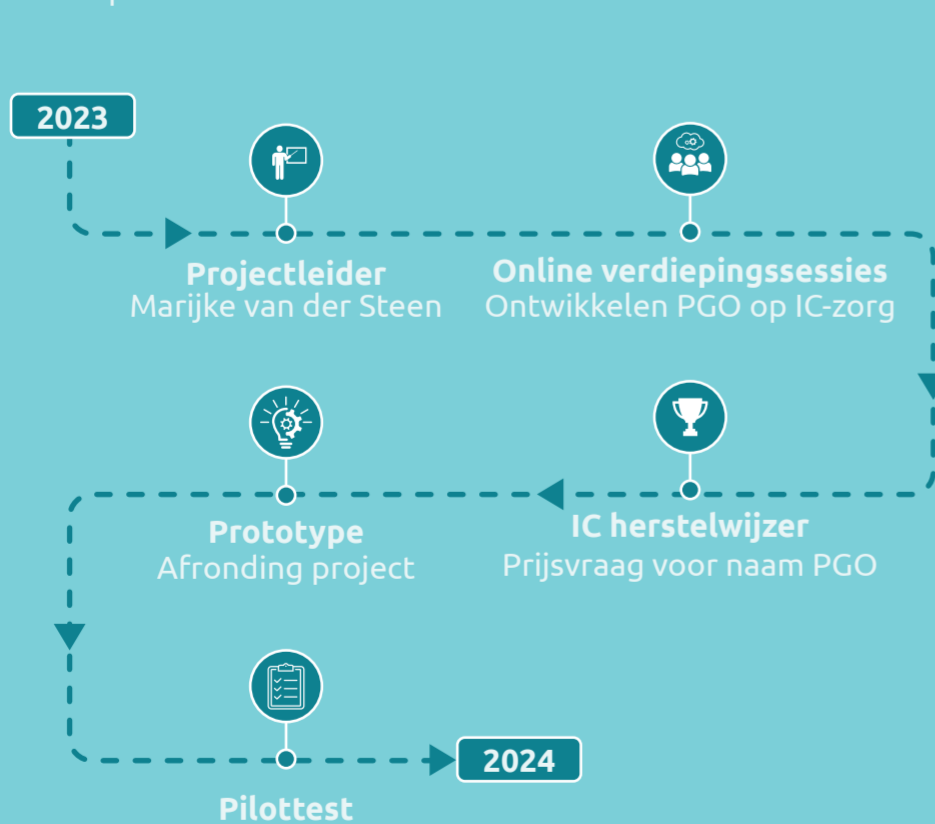 2023
Projectleider
Marijke van der Steen
Online verdiepingssessies
Ontwikkelen PGO op IC-zorg
IC herstelwijzer
Prijsvraag voor naam PGO
Prototype
Afronding project
Pilottest
2024